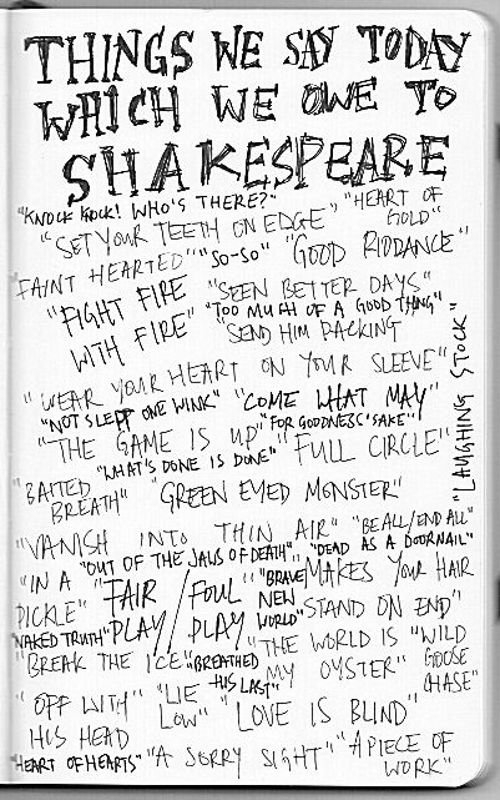 THINGS WE SAY TODAY
WHICH WE OWE TO
SHAKESPEARE
"KNOCK KNOCK! WHO'S THERE?" "HEART OF GOLD"
"SET YOUR TEETH ON EDGE"
FAINT HEARTED" "SO-SO" "GOOD RIDDANCE"
"FIGHT FIRE WITH FIRE" "SEEN BETTER DAYS"
"TOO MUCH OF A GOOD THING"
"SEND HIM PACKING
"WEAR YOUR HEART ON YOUR SLEEVE"
"LAUGHING STOCK"
"NOT SLEPT ONE WINK" "COME WHAT MAY"
"THE GAME IS UP" "FOR GOODNESS' SAKE"
"WHAT'S DONE IS DONE" "FULL CIRCLE"
"BAITED BREATH" "GREEN EYED MONSTER"
"VANISH INTO THIN AIR" "BE ALL/END ALL"
"OUT OF THE JAWS OF DEATH" "DEAD AS A DOORNAIL"
"IN A PICKLE" "FAIR PLAY/FOUL PLAY" "BRAVE NEW WORLD" MAKES YOUR HAIR STAND ON END"
"NAKED TRUTH"
"BREAK THE ICE" "BREATHED HIS LAST" "THE WORLD IS MY OYSTER" "WILD GOOSE CHASE"
"OFF WITH HIS HEAD "LIE LOW" "LOVE IS BLIND"
"HEART OF HEARTS" "A SORRY SIGHT" "A PIECE OF WORK"